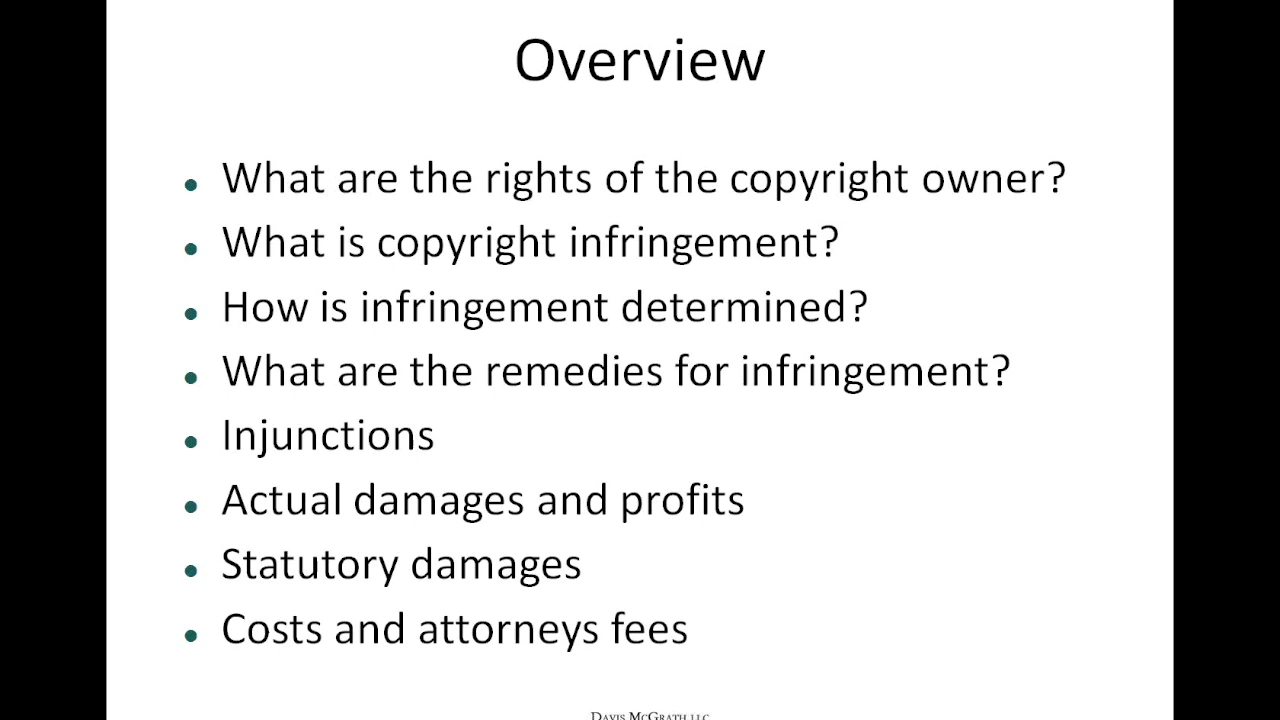 Overview
• What are the rights of the copyright owner?
• What is copyright infringement?
• How is infringement determined?
• What are the remedies for infringement?
• Injunctions
• Actual damages and profits
• Statutory damages
• Costs and attorneys fees
DAVIS MCGRATH LLC